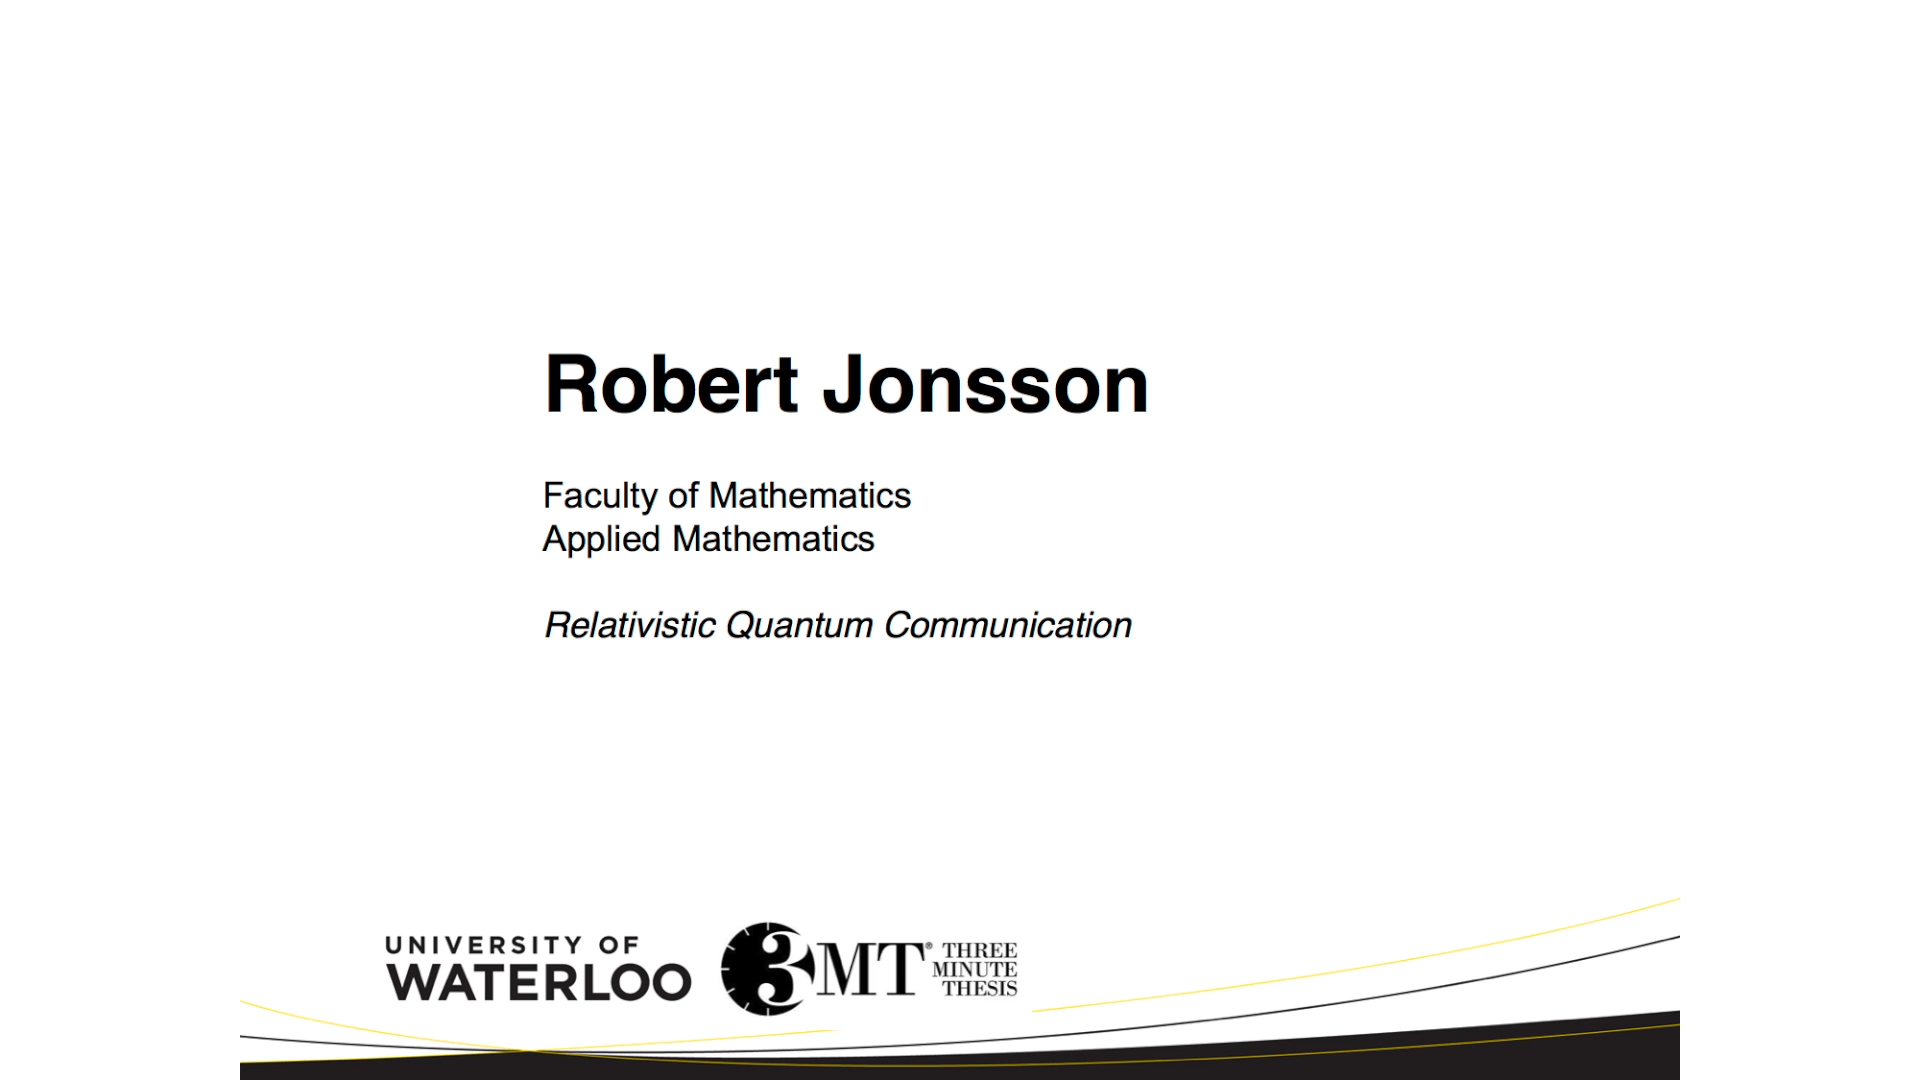 Robert Jonsson
Faculty of Mathematics
Applied Mathematics
Relativistic Quantum Communication
UNIVERSITY OF
WATERLOO
3MT® THREE
MINUTE
THESIS